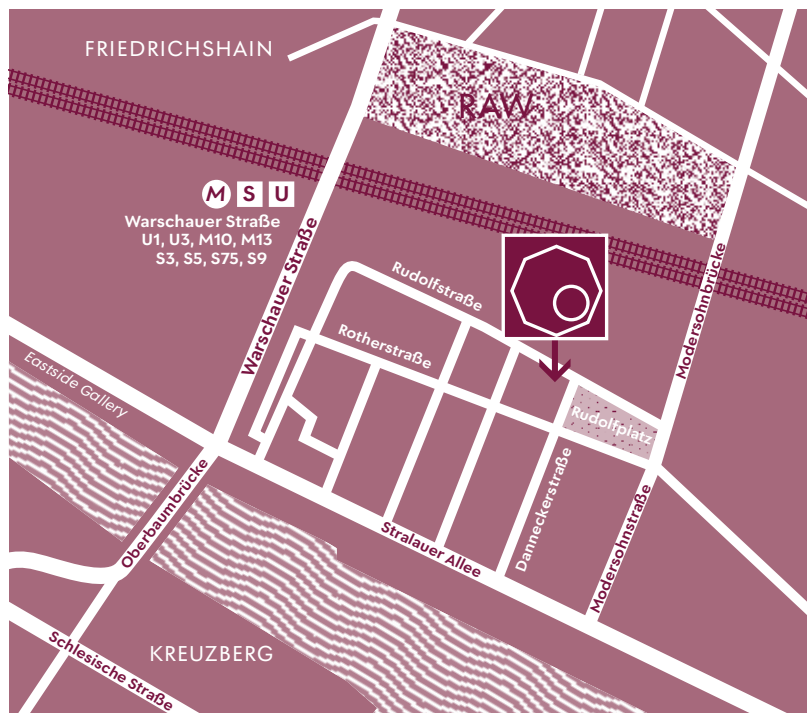 FRIEDRICHSHAIN
RAW
M S U
Warschauer Straße
U1, U3, M10, M13
S3, S5, S75, S9
Warschauer Straße
Rudolfstraße
Rotherstraße
Modersohnbrücke
Eastside Gallery
Rudolfplatz
Oberbaumbrücke
Stralauer Allee
Danneckerstraße
Modersohnstraße
KREUZBERG
Schlesische Straße